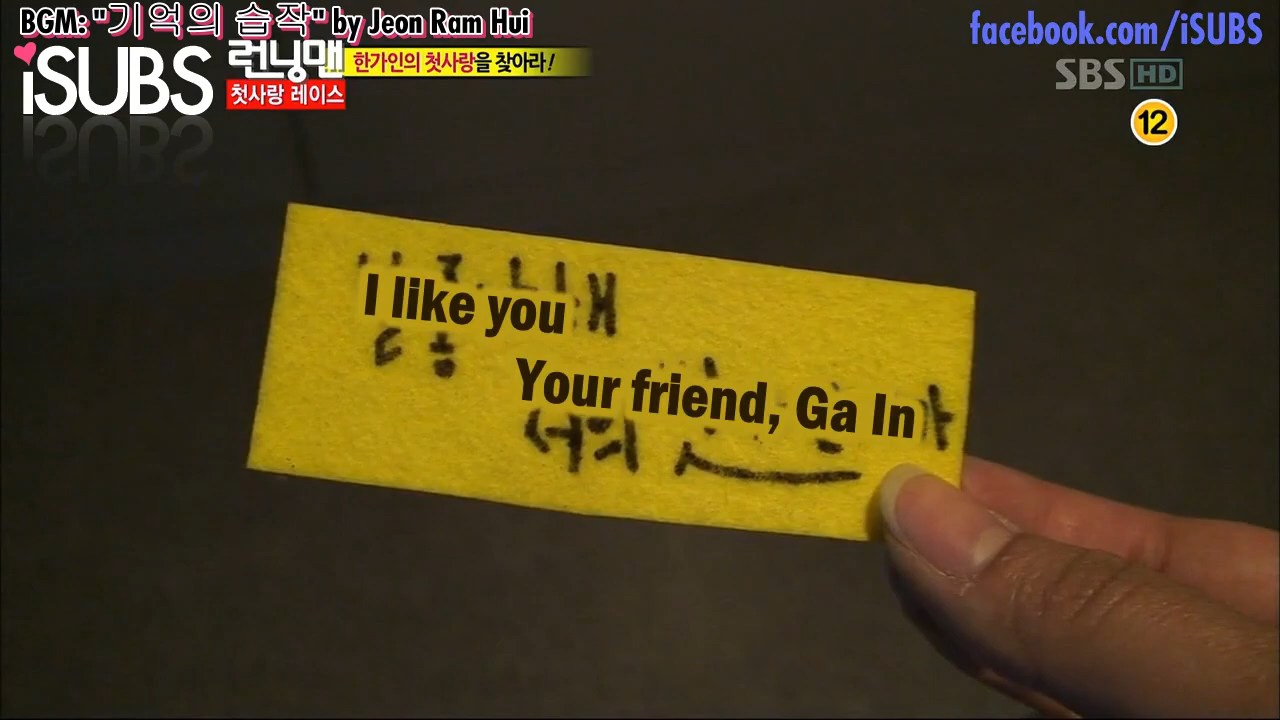 BGM: "기억의 습작" by Jeon Ram Hui
facebook.com/iSUBS
iSUBS
런닝맨
한가인의 첫사랑을 찾아라!
첫사랑 레이스
SBS HD
12
I like you
Your friend, Ga In
너의